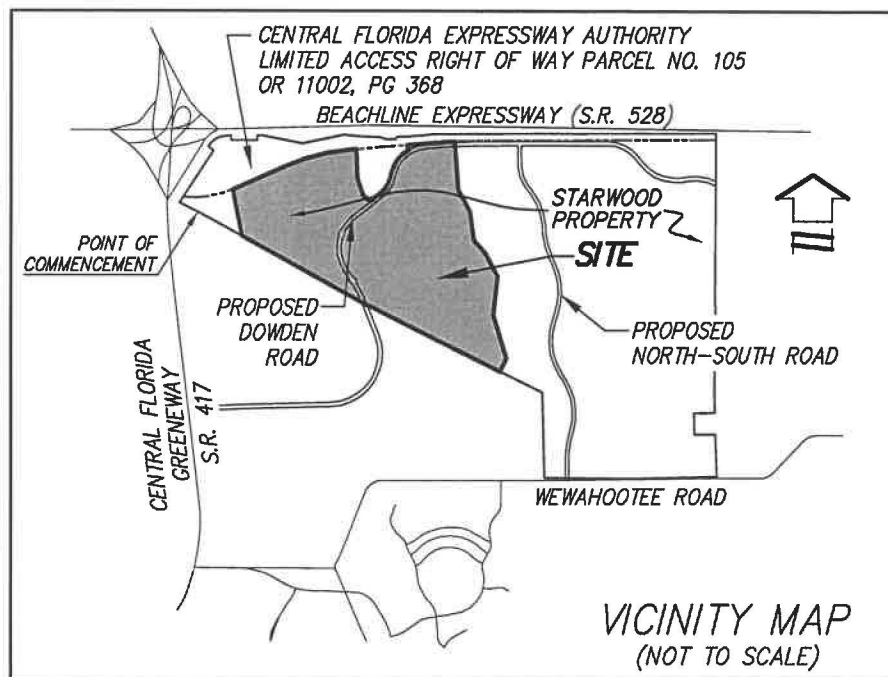 CENTRAL FLORIDA EXPRESSWAY AUTHORITY
LIMITED ACCESS RIGHT OF WAY PARCEL NO. 105
OR 11002, PG 368
BEACHLINE EXPRESSWAY (S.R. 528)
STARWOOD
PROPERTY
SITE
POINT OF
COMMENCEMENT
PROPOSED
DOWDEN
ROAD
PROPOSED
NORTH-SOUTH ROAD
CENTRAL FLORIDA
GREENEWAY
S.R. 417
WEWAHOOTEE ROAD
VICINITY MAP
(NOT TO SCALE)